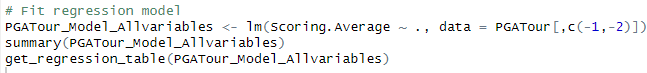 # Fit regression model
PGATour_Model_Allvariables <- lm(Scoring.Average ~ ., data = PGATour[,c(-1,-2)])
summary(PGATour_Model_Allvariables)
get_regression_table(PGATour_Model_Allvariables)